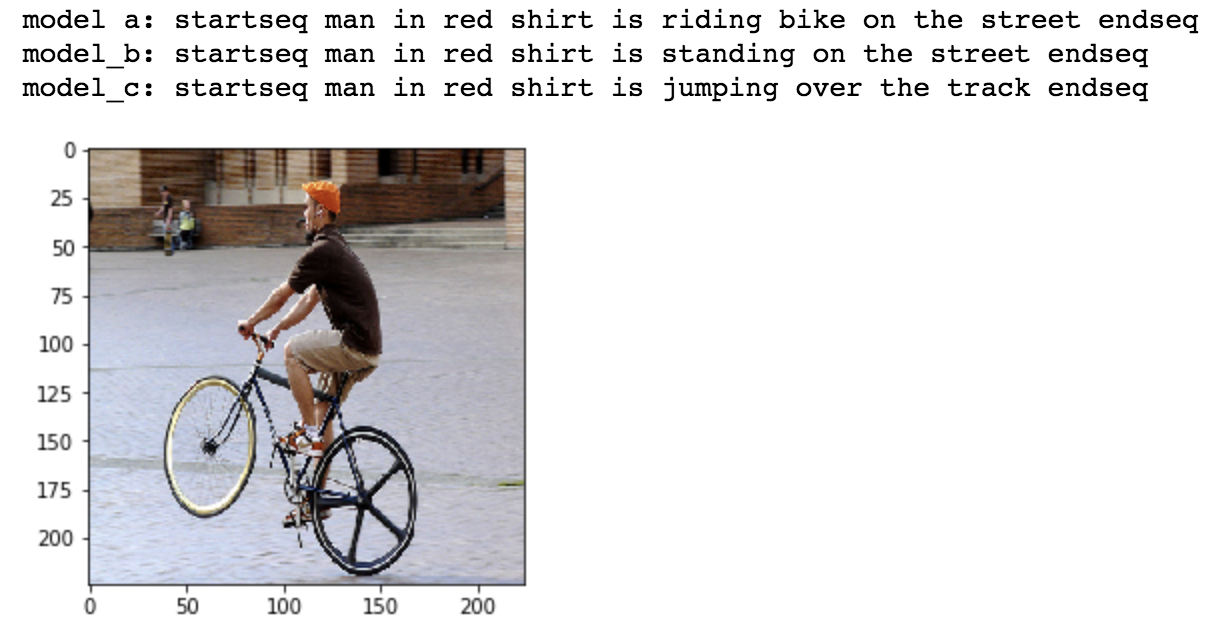 model a: startseq man in red shirt is riding bike on the street endseq
model_b: startseq man in red shirt is standing on the street endseq
model_c: startseq man in red shirt is jumping over the track endseq
0
25
50
75
100
125
150
175
200
0 50 100 150 200